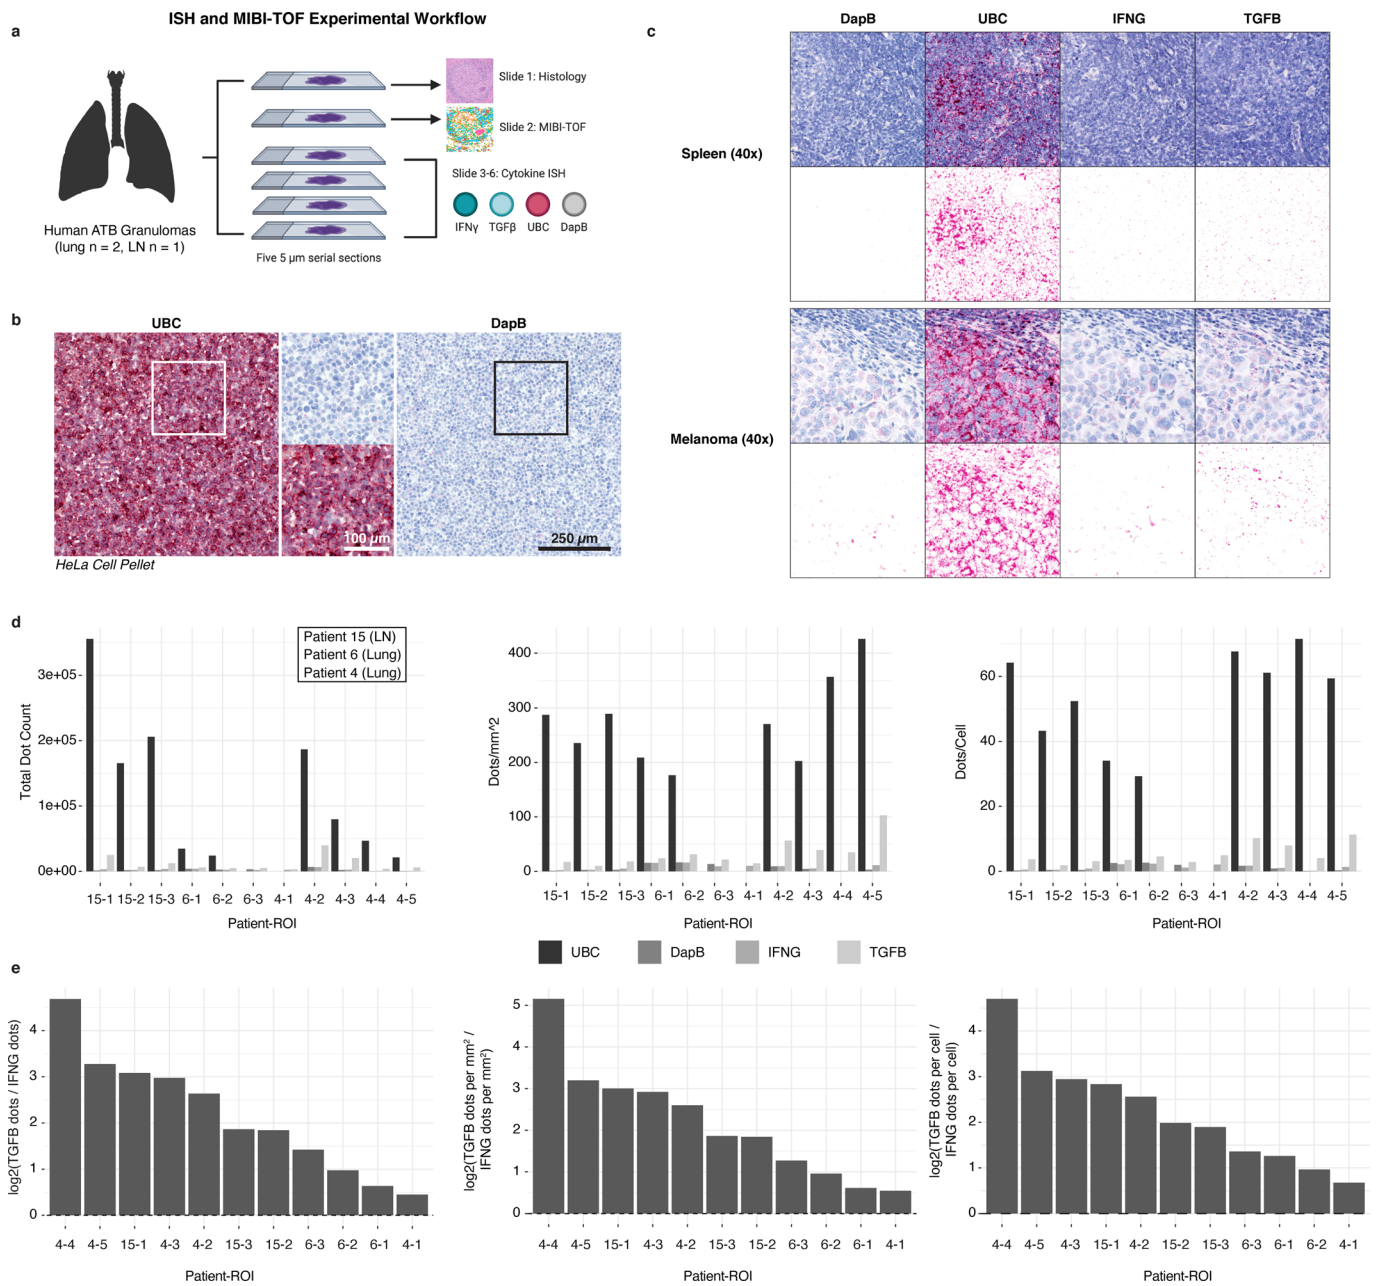 ISH and MIBI-TOF Experimental Workflow
a
Slide 1: Histology
Slide 2: MIBI-TOF
Slide 3-6: Cytokine ISH
IFNγ TGFβ UBC DapB
Human ATB Granulomas
(lung n = 2, LN n = 1)
Five 5 µm serial sections
b
UBC DapB
100 µm
250 µm
HeLa Cell Pellet
c
DapB UBC IFNG TGFB
Spleen (40x)
Melanoma (40x)
d
Patient 15 (LN)
Patient 6 (Lung)
Patient 4 (Lung)
Total Dot Count
3e+05
2e+05
1e+05
0e+00
15-1 15-2 15-3 6-1 6-2 6-3 4-1 4-2 4-3 4-4 4-5
Patient-ROI
Dots/mm^2
400
300
200
100
0
15-1 15-2 15-3 6-1 6-2 6-3 4-1 4-2 4-3 4-4 4-5
Patient-ROI
Dots/Cell
60
40
20
0
15-1 15-2 15-3 6-1 6-2 6-3 4-1 4-2 4-3 4-4 4-5
Patient-ROI
UBC DapB IFNG TGFB
e
log2(TGFB dots / IFNG dots)
4
3
2
1
0
4-4 4-5 15-1 4-3 4-2 15-3 15-2 6-3 6-2 6-1 4-1
Patient-ROI
log2(TGFB dots per mm² /
IFNG dots per mm²)
5
4
3
2
1
0
4-4 4-5 15-1 4-3 4-2 15-3 15-2 6-3 6-2 6-1 4-1
Patient-ROI
log2(TGFB dots per cell /
IFNG dots per cell)
4
3
2
1
0
4-4 4-5 4-3 15-1 4-2 15-2 15-3 6-3 6-1 6-2 4-1
Patient-ROI